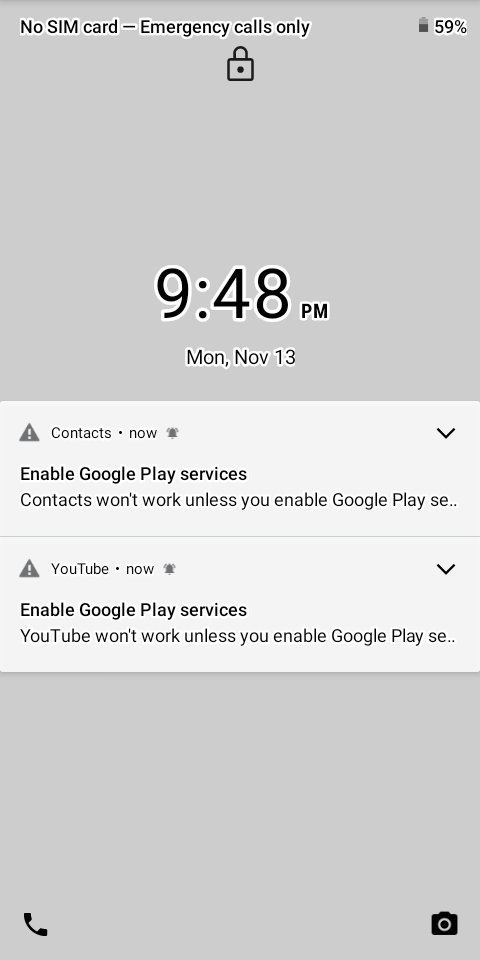 No SIM card — Emergency calls only 59%
9:48 PM
Mon, Nov 13
Contacts • now
Enable Google Play services
Contacts won't work unless you enable Google Play se..
YouTube • now
Enable Google Play services
YouTube won't work unless you enable Google Play se..